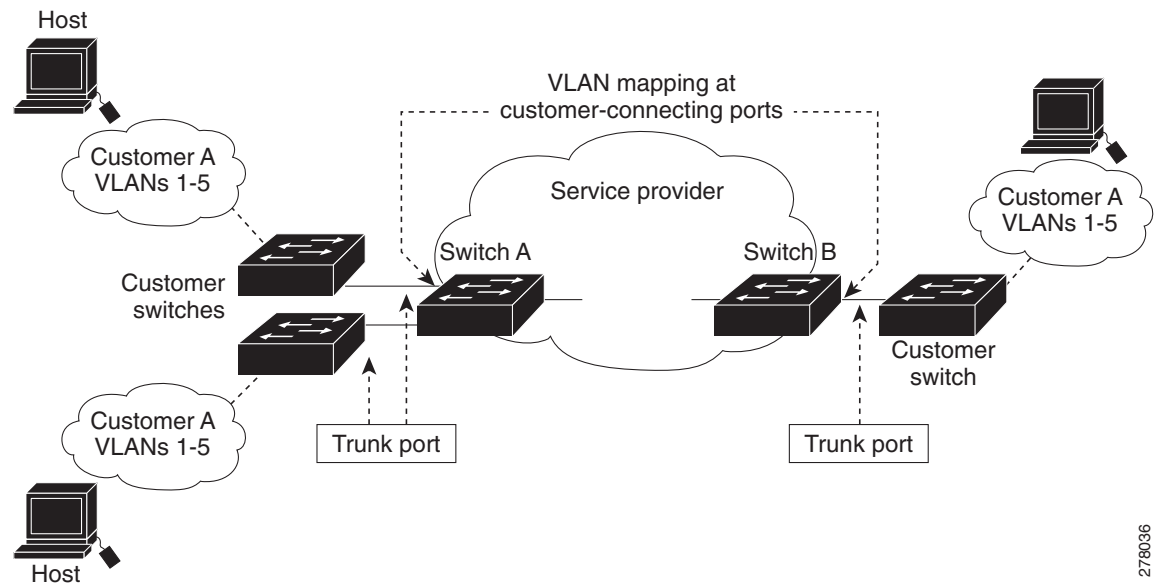 Host
VLAN mapping at
customer-connecting ports
Customer A
VLANs 1-5
Service provider
Customer A
VLANs 1-5
Switch A
Switch B
Customer
switches
Customer
switch
Customer A
VLANs 1-5
Trunk port
Trunk port
Host
278036